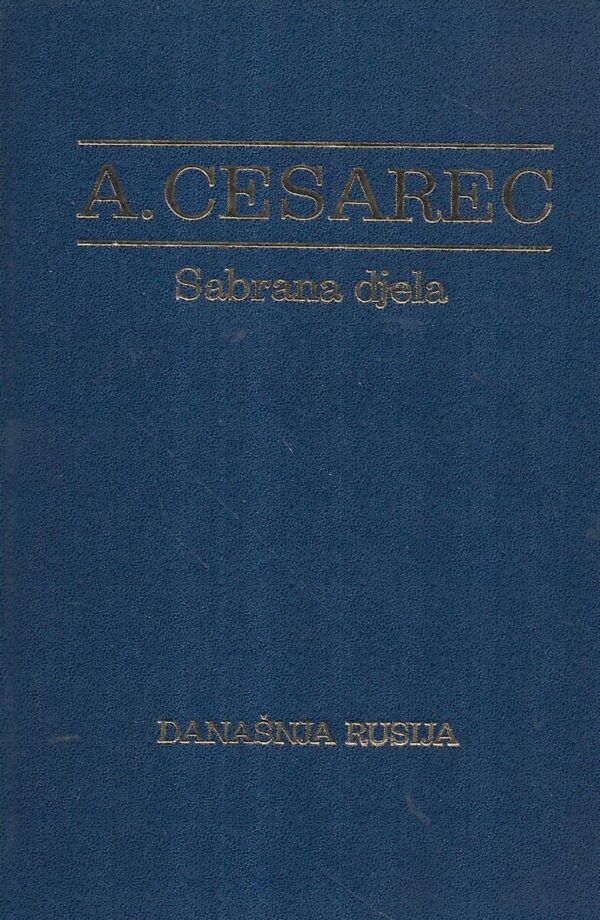 A. CESAREC
Sabrana djela
DANAŠNJA RUSIJA